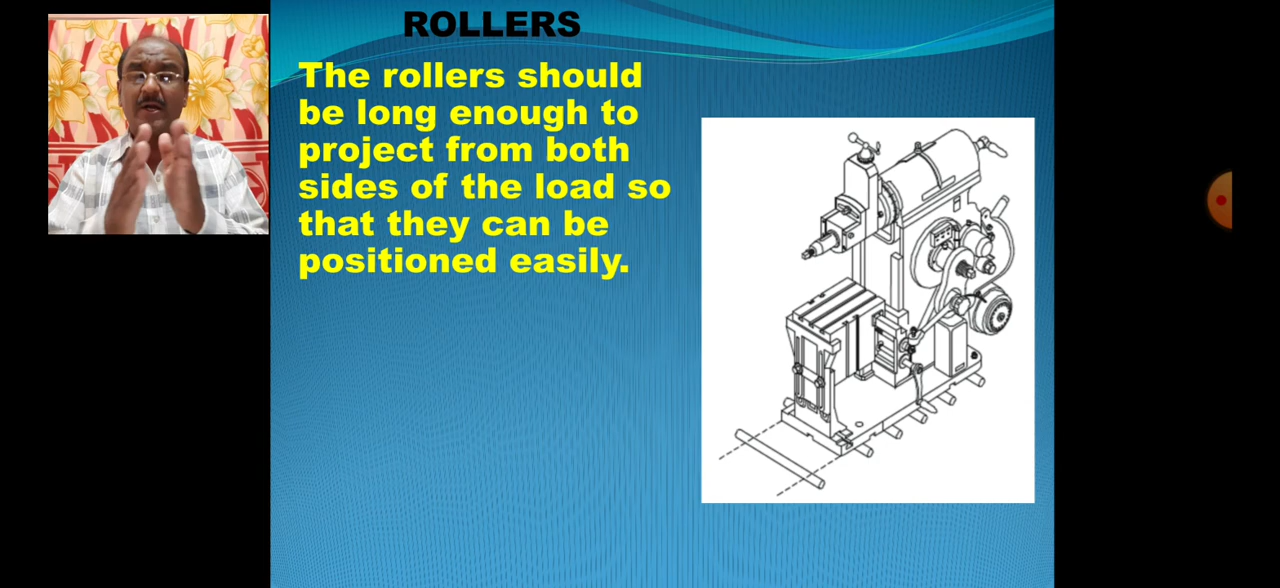 ROLLERS
The rollers should
be long enough to
project from both
sides of the load so
that they can be
positioned easily.